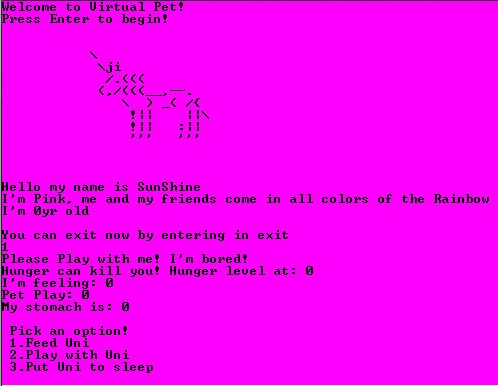 Welcome to Virtual Pet!
Press Enter to begin!
Hello my name is SunShine
I'm Pink, me and my friends come in all colors of the Rainbow
I'm 0yr old
You can exit now by entering in exit
1
Please Play with me! I'm bored!
Hunger can kill you! Hunger level at: 0
I'm feeling: 0
Pet Play: 0
My stomach is: 0
Pick an option!
1.Feed Uni
2.Play with Uni
3.Put Uni to sleep